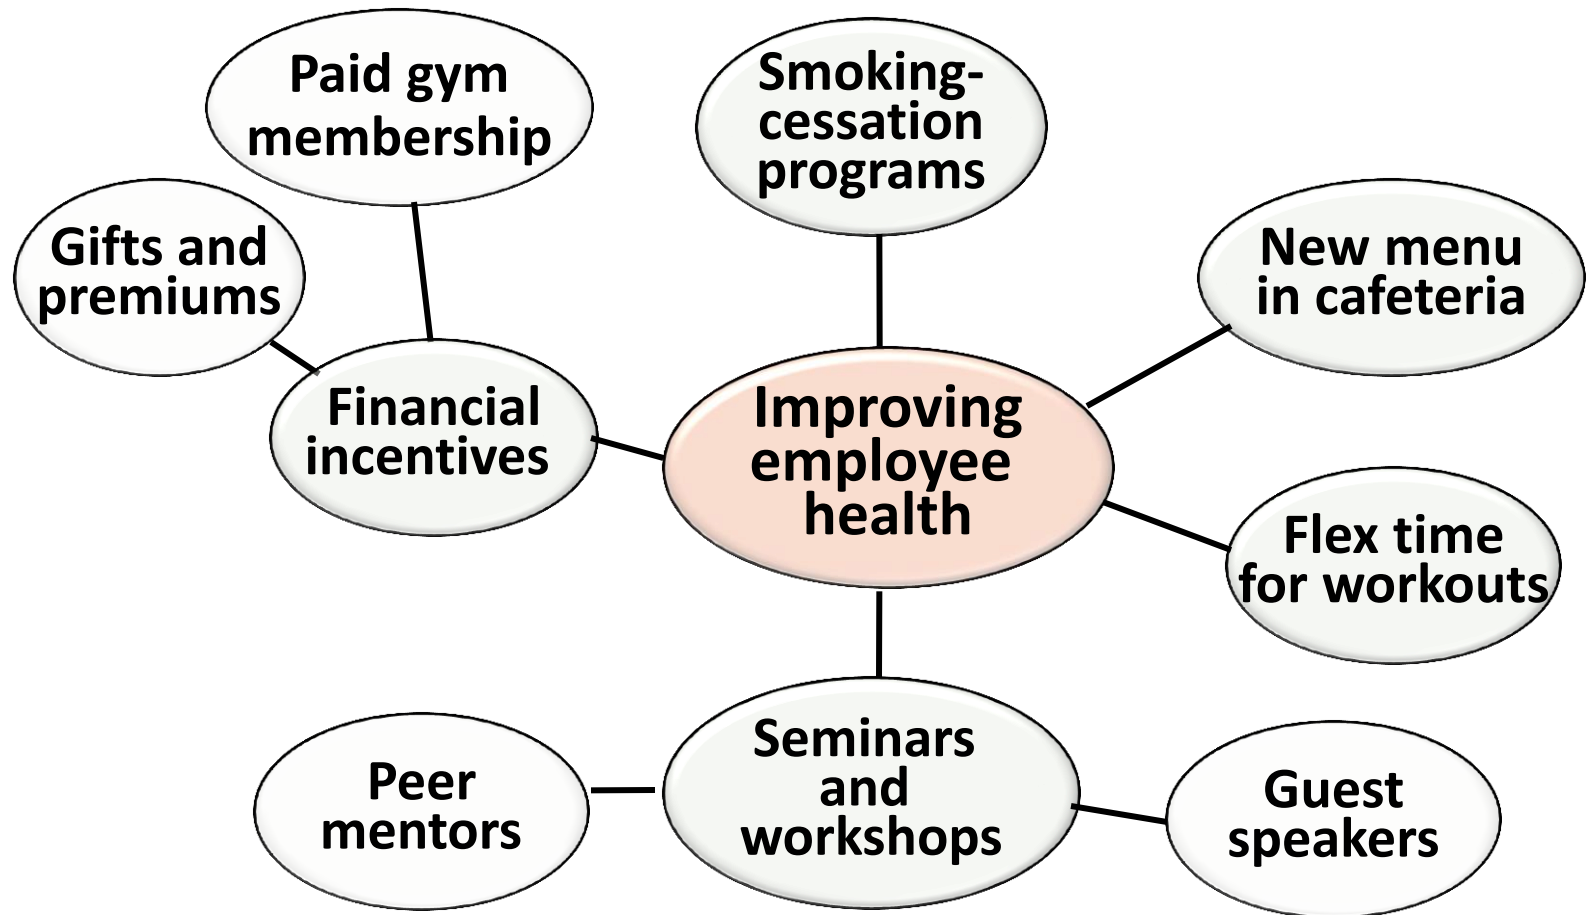 Paid gym
membership
Smoking-
cessation
programs
Gifts and
premiums
New menu
in cafeteria
Financial
incentives
Improving
employee
health
Flex time
for workouts
Peer
mentors
Seminars
and
workshops
Guest
speakers